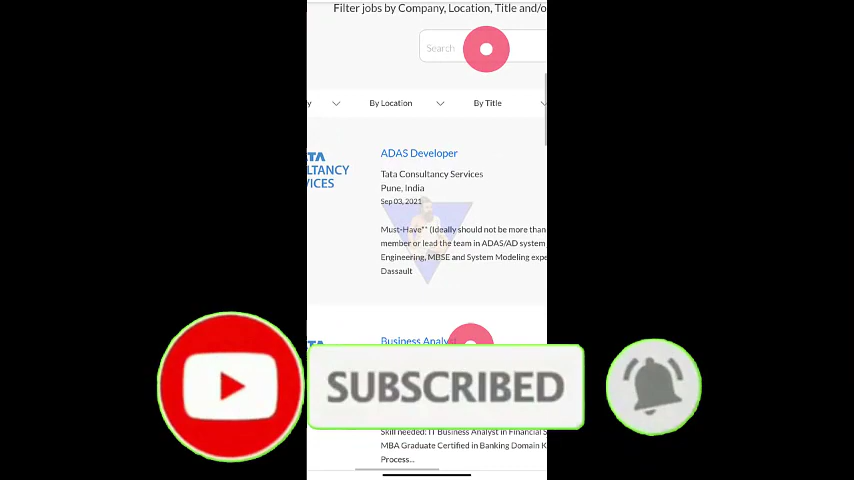 Filter jobs by Company, Location, Title and/o
Search
y
By Location
By Title
TA
LTANCY
ICES
ADAS Developer
Tata Consultancy Services
Pune, India
Sep 03, 2021
Must-Have** (Ideally should not be more than
member or lead the team in ADAS/AD system
Engineering, MBSE and System Modeling expe
Dassault
Business Analyst
SUBSCRIBED
Skill needed: IT Business Analyst in Financial S
MBA Graduate Certified in Banking Domain K
Process...